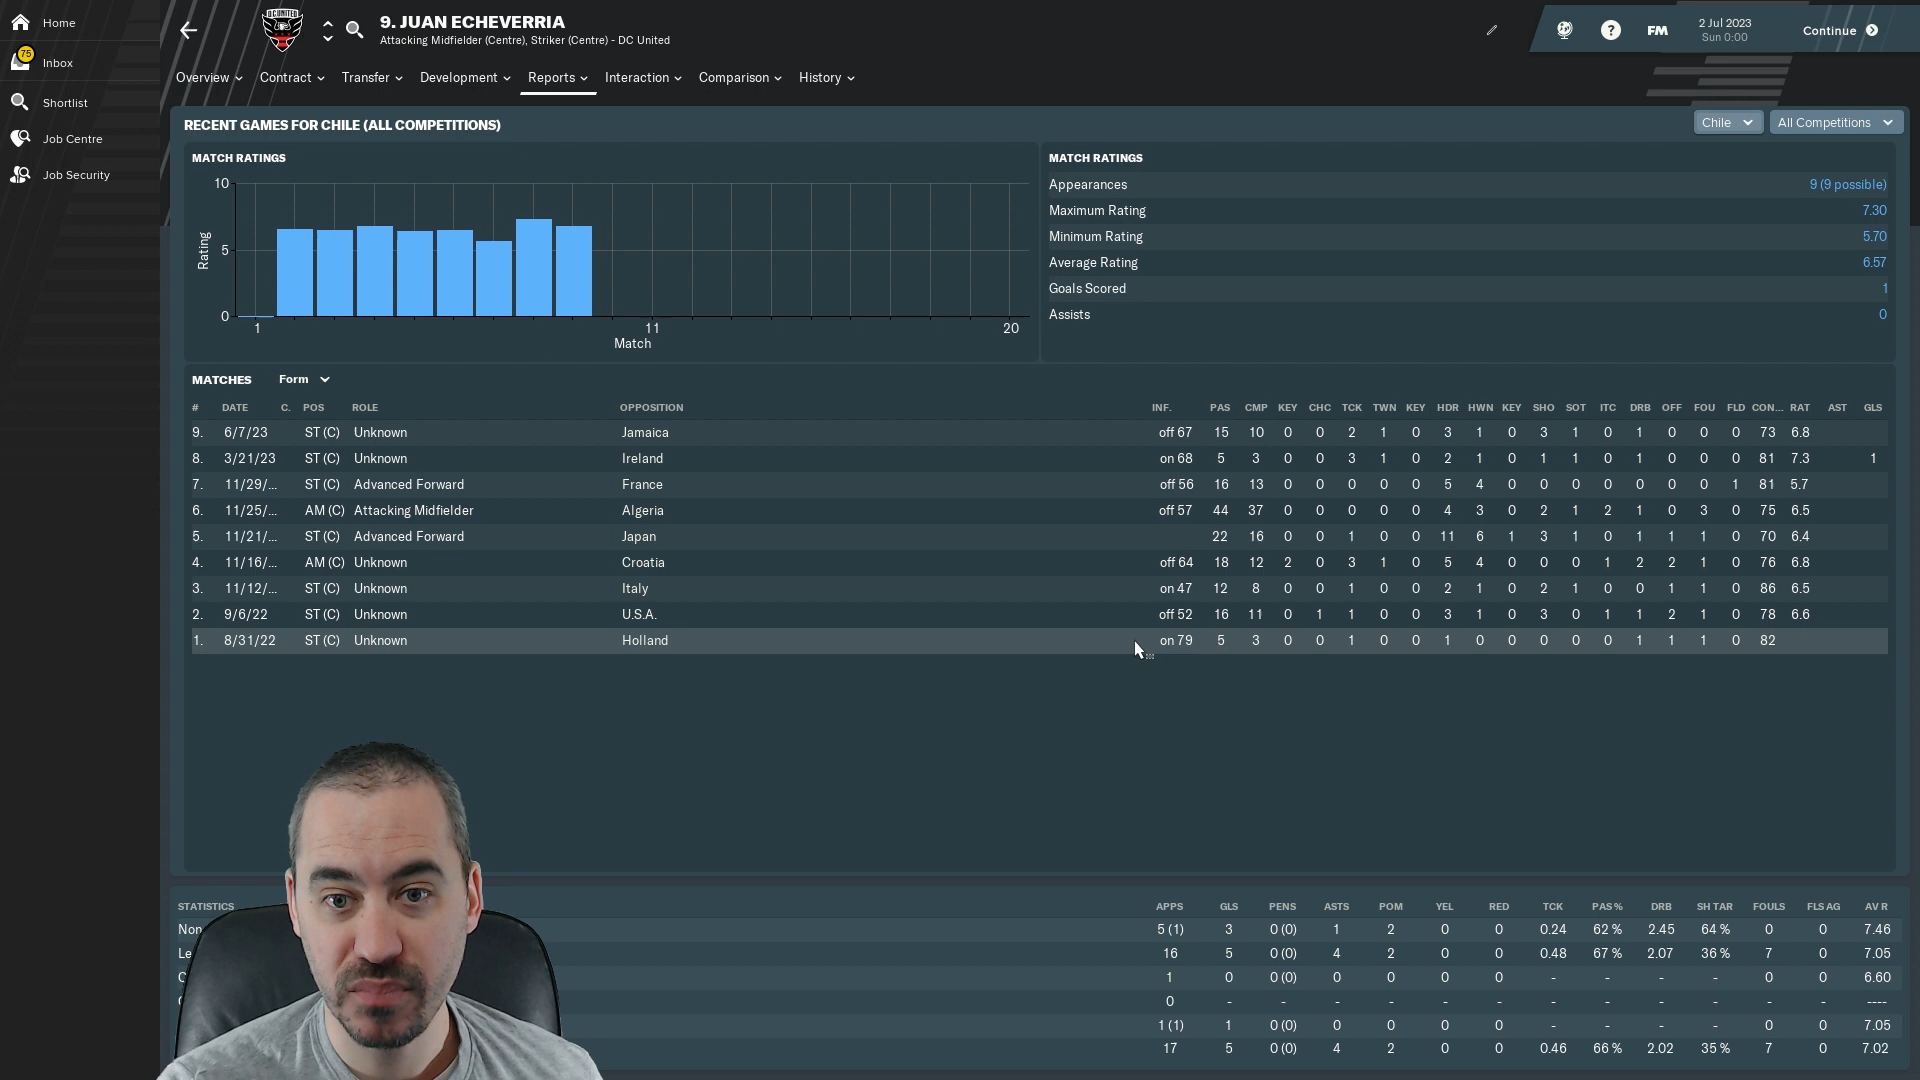 Home
75
Inbox
Shortlist
Job Centre
Job Security
D.C. UNITED
9. JUAN ECHEVERRIA
Attacking Midfielder (Centre), Striker (Centre) - DC United
? FM 2 Jul 2023 Continue
Sun 0:00
Overview Contract Transfer Development Reports Interaction Comparison History
RECENT GAMES FOR CHILE (ALL COMPETITIONS) Chile All Competitions
MATCH RATINGS
10
5
0
Rating
1 11 20
Match
MATCH RATINGS
Appearances 9 (9 possible)
Maximum Rating 7.30
Minimum Rating 5.70
Average Rating 6.57
Goals Scored 1
Assists 0
MATCHES Form
# DATE C. POS ROLE OPPOSITION INF. PAS CMP KEY CHC TCK TWN KEY HDR HWN KEY SHO SOT ITC DRB OFF FOU FLD CON... RAT AST GLS
9. 6/7/23 ST (C) Unknown Jamaica off 67 15 10 0 0 2 1 0 3 1 0 3 1 0 1 0 0 0 73 6.8
8. 3/21/23 ST (C) Unknown Ireland on 68 5 3 0 0 3 1 0 2 1 0 1 1 0 1 0 0 0 81 7.3 1
7. 11/29/... ST (C) Advanced Forward France off 56 16 13 0 0 0 0 0 5 4 0 0 0 0 0 0 0 1 81 5.7
6. 11/25/... AM (C) Attacking Midfielder Algeria off 57 44 37 0 0 0 0 0 4 3 0 2 1 2 1 0 3 0 75 6.5
5. 11/21/... ST (C) Advanced Forward Japan 22 16 0 0 1 0 0 11 6 1 3 1 0 1 1 1 0 70 6.4
4. 11/16/... AM (C) Unknown Croatia off 64 18 12 2 0 3 1 0 5 4 0 0 0 1 2 2 1 0 76 6.8
3. 11/12/... ST (C) Unknown Italy on 47 12 8 0 0 1 0 0 2 1 0 2 1 0 0 1 1 0 86 6.5
2. 9/6/22 ST (C) Unknown U.S.A. off 52 16 11 0 1 1 0 0 3 1 0 3 0 1 1 2 1 0 78 6.6
1. 8/31/22 ST (C) Unknown Holland on 79 5 3 0 0 1 0 0 1 0 0 0 0 0 1 1 1 0 82
STATISTICS APPS GLS PENS ASTS POM YEL RED TCK PAS % DRB SH TAR FOULS FLS AG AV R
Non 5 (1) 3 0 (0) 1 2 0 0 0.24 62 % 2.45 64 % 0 0 7.46
Le 16 5 0 (0) 4 2 0 0 0.48 67 % 2.07 36 % 7 0 7.05
C 1 0 0 (0) 0 0 0 0 - - - - 0 0 6.60
0 - - - - - - - - - - - - ----
1 (1) 1 0 (0) 0 0 0 0 - - - - 0 0 7.05
17 5 0 (0) 4 2 0 0 0.46 66 % 2.02 35 % 7 0 7.02